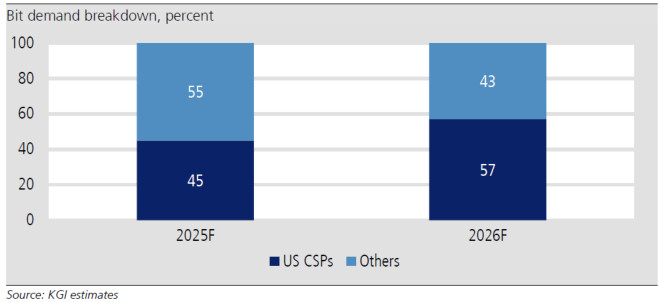 Bit demand breakdown, percent
100
80
60
40
20
0
55
45
43
57
2025F
2026F
US CSPs
Others
Source: KGI estimates